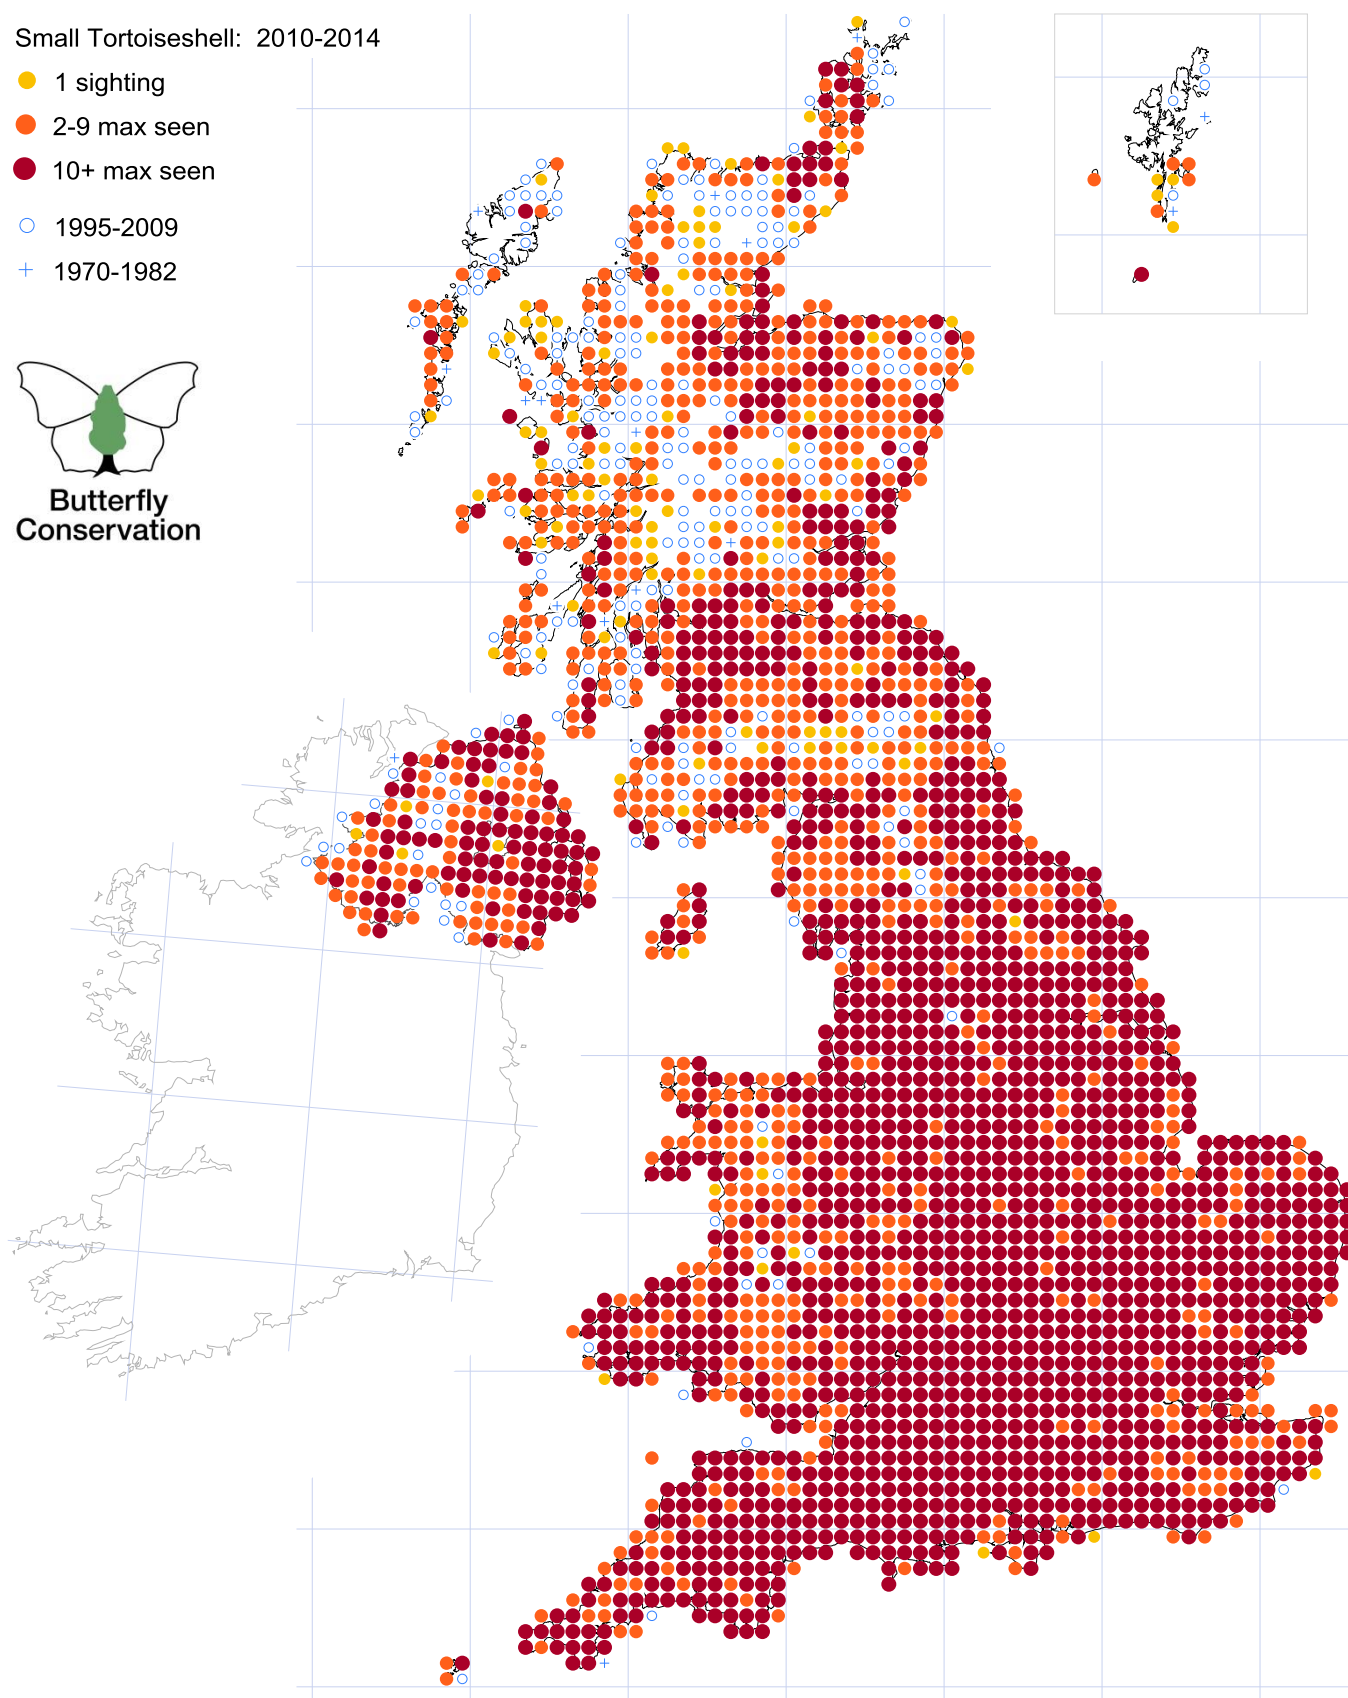 Small Tortoiseshell: 2010-2014
1 sighting
2-9 max seen
10+ max seen
1995-2009
1970-1982
Butterfly
Conservation